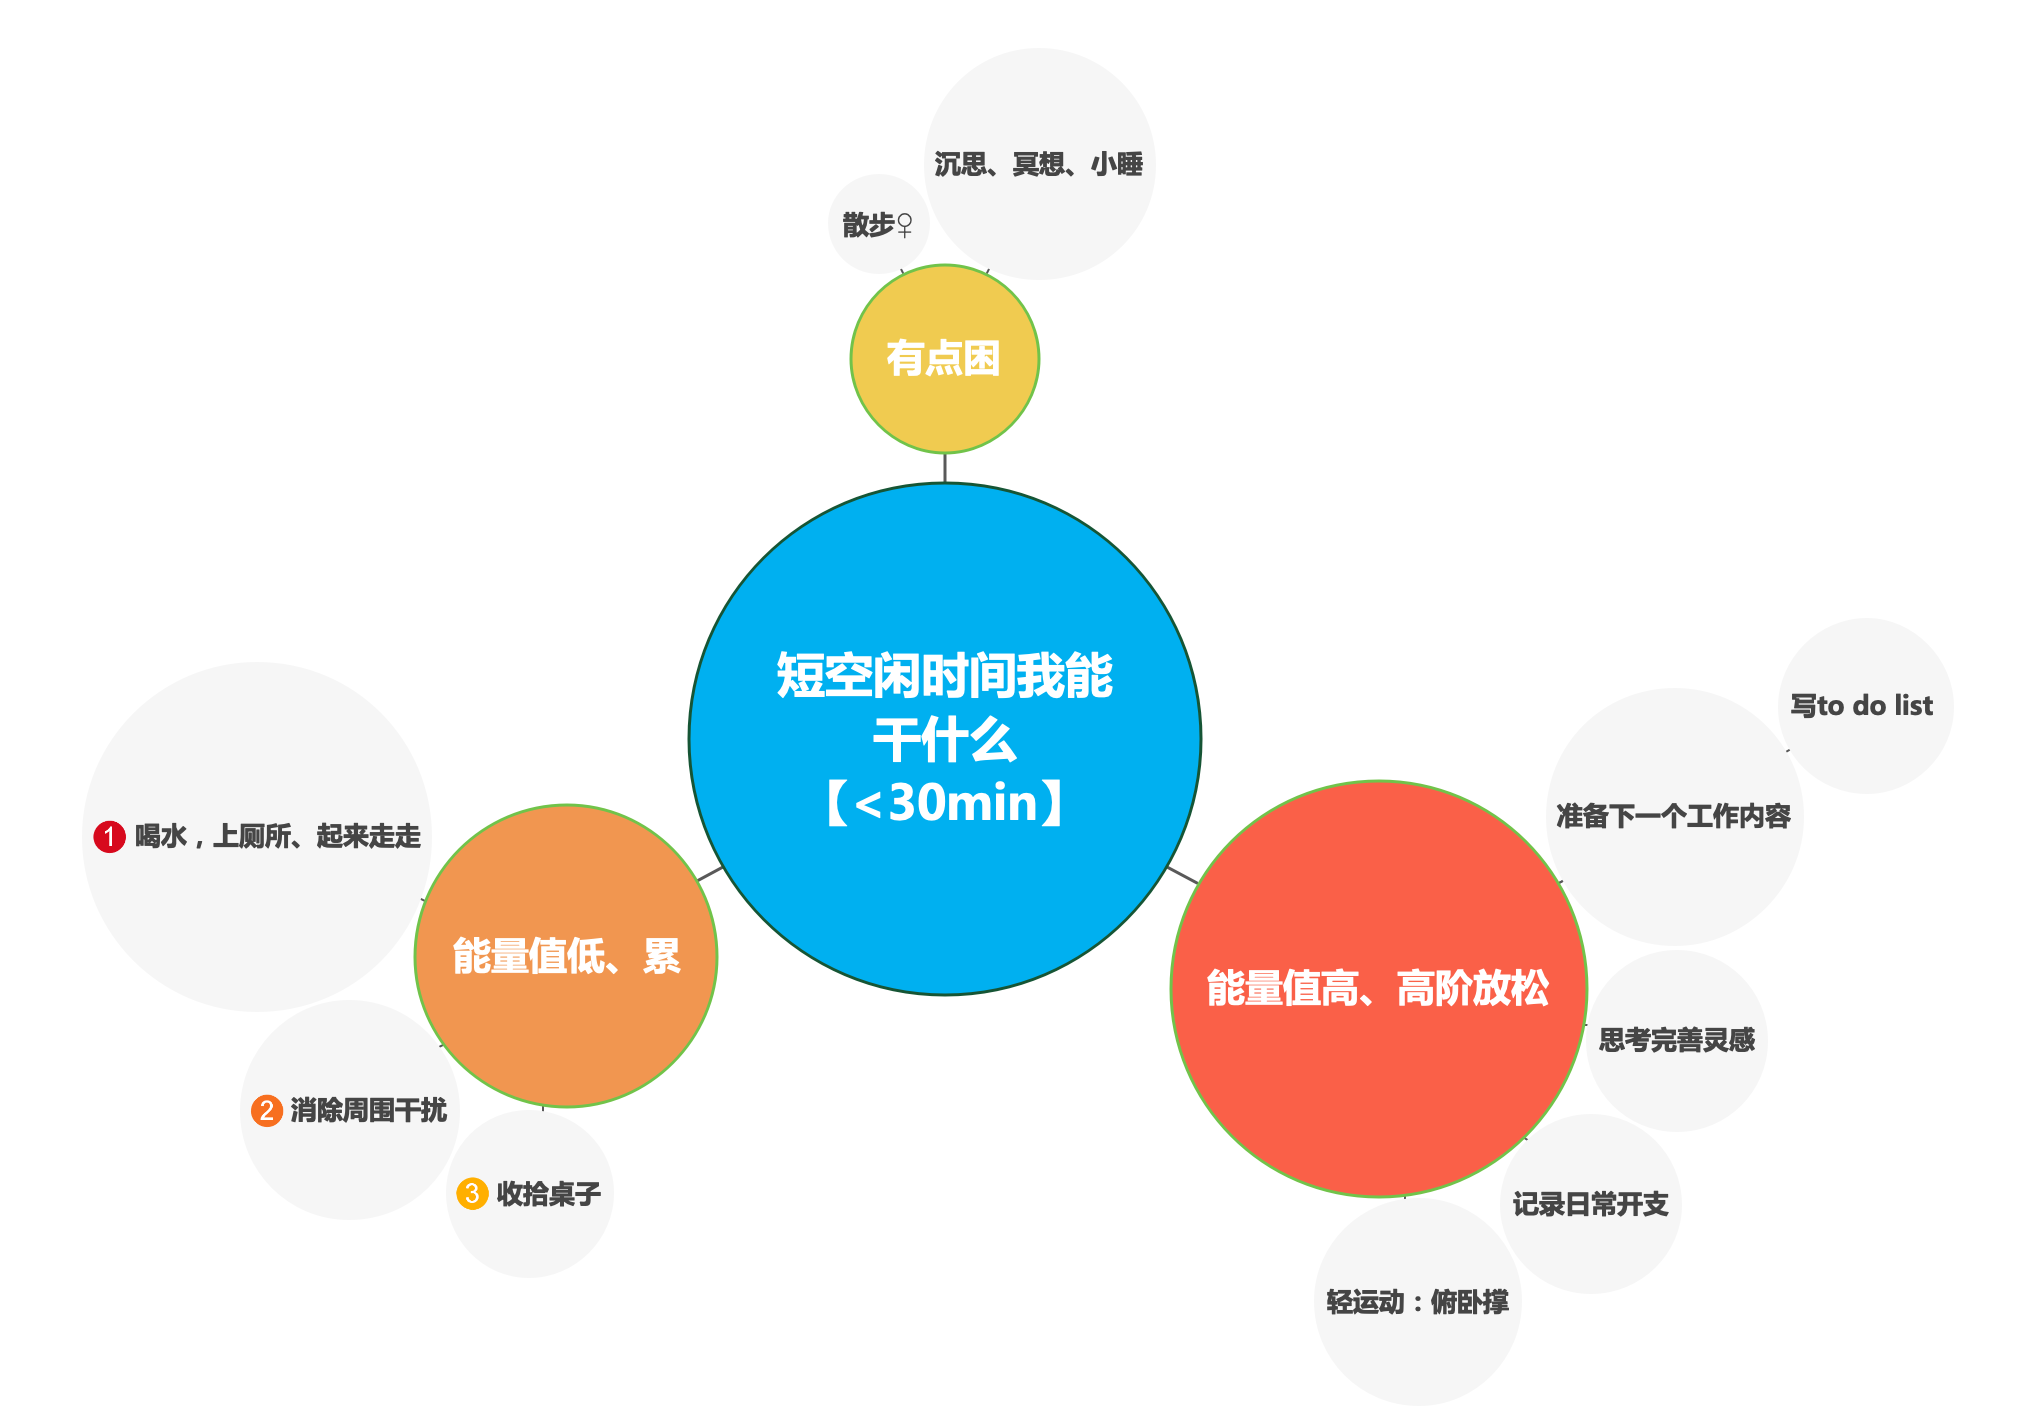 沉思、冥想、小睡
散步♀
有点困
短空闲时间我能
干什么
【<30min】
写to do list
准备下一个工作内容
能量值高、高阶放松
思考完善灵感
记录日常开支
轻运动：俯卧撑
1 喝水，上厕所、起来走走
能量值低、累
2 消除周围干扰
3 收拾桌子